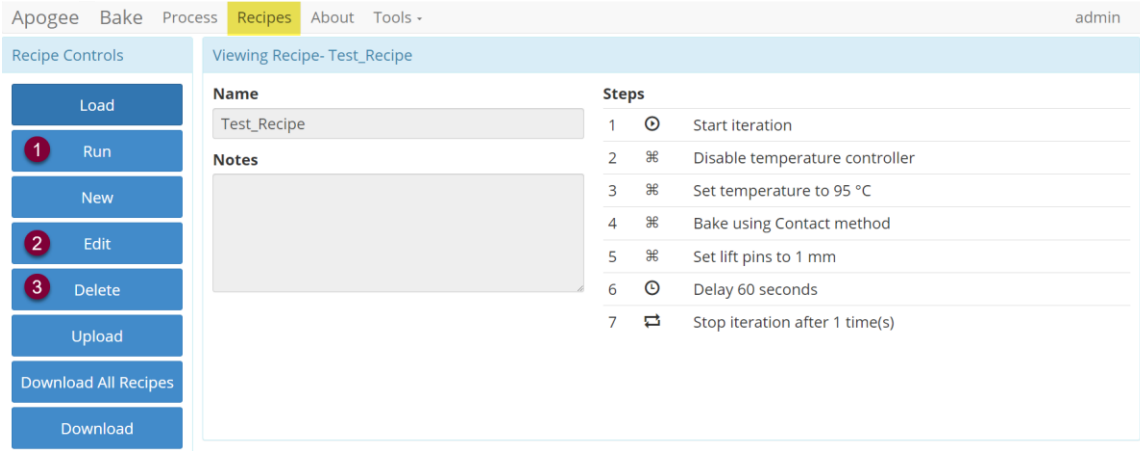 Apogee Bake Process Recipes About Tools admin
Recipe Controls
Load
1 Run
New
2 Edit
3 Delete
Upload
Download All Recipes
Download
Viewing Recipe- Test_Recipe
Name
Test_Recipe
Notes
Steps
1 Start iteration
2 ⌘ Disable temperature controller
3 ⌘ Set temperature to 95 °C
4 ⌘ Bake using Contact method
5 ⌘ Set lift pins to 1 mm
6 Delay 60 seconds
7 Stop iteration after 1 time(s)